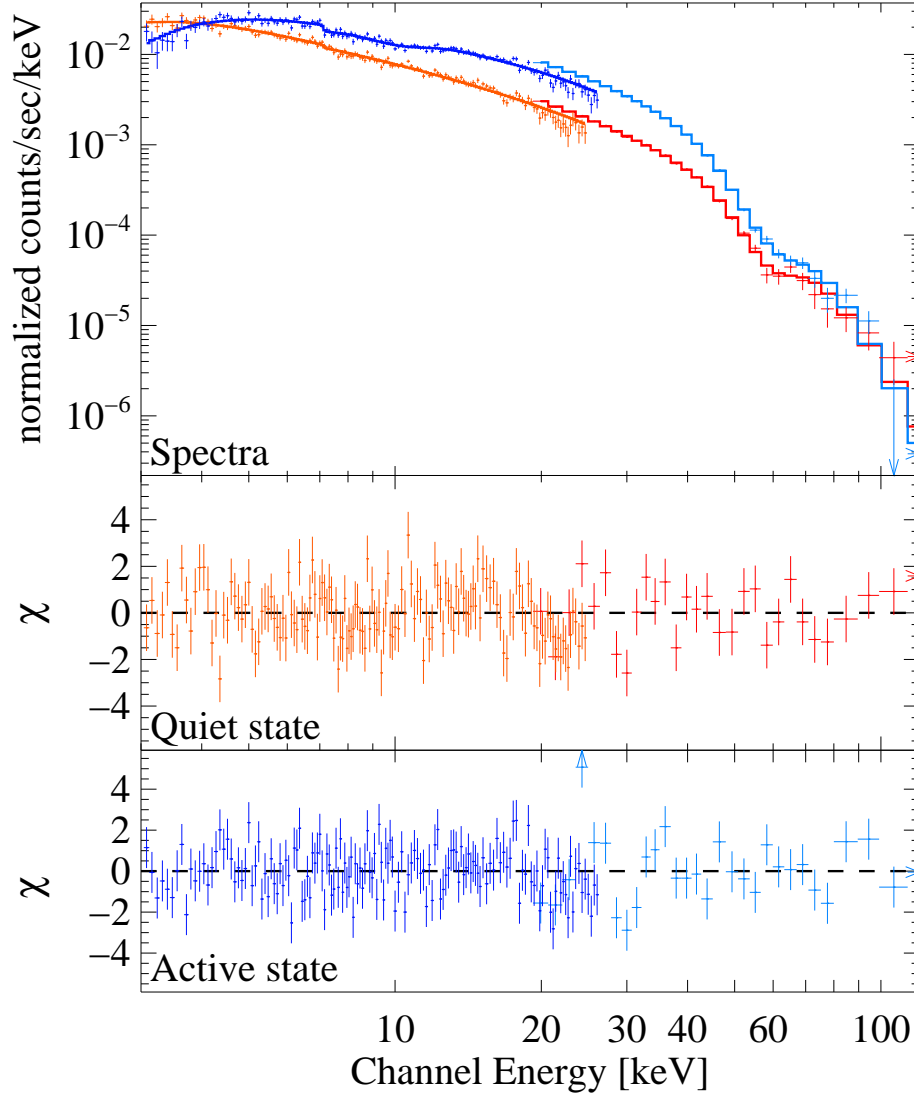 normalized counts/sec/keV
10⁻²
10⁻³
10⁻⁴
10⁻⁵
10⁻⁶
Spectra
χ
4
2
0
−2
−4
Quiet state
χ
4
2
0
−2
−4
Active state
10 20 30 40 60 100
Channel Energy [keV]